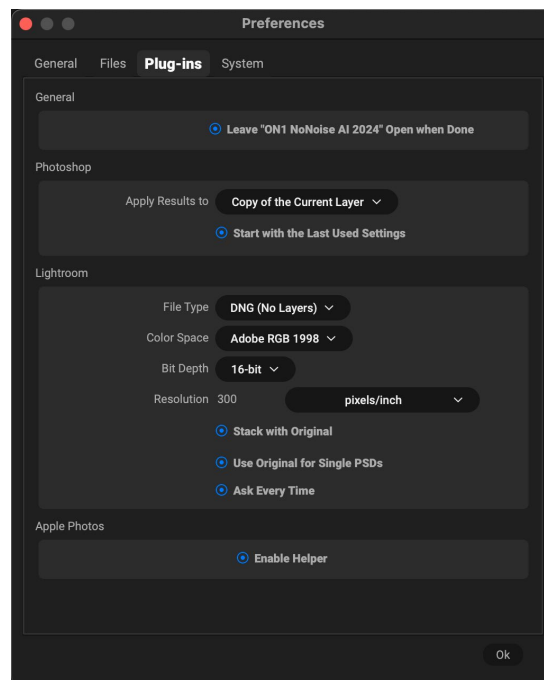 Preferences
General Files Plug-ins System
General
Leave "ON1 NoNoise AI 2024" Open when Done
Photoshop
Apply Results to Copy of the Current Layer
Start with the Last Used Settings
Lightroom
File Type DNG (No Layers)
Color Space Adobe RGB 1998
Bit Depth 16-bit
Resolution 300 pixels/inch
Stack with Original
Use Original for Single PSDs
Ask Every Time
Apple Photos
Enable Helper
Ok